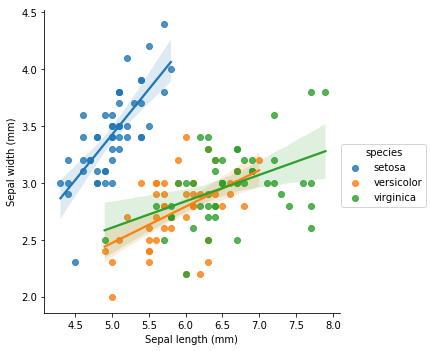 4.5
4.0
3.5
3.0
2.5
2.0
Sepal width (mm)
4.5 5.0 5.5 6.0 6.5 7.0 7.5 8.0
Sepal length (mm)
species
setosa
versicolor
virginica